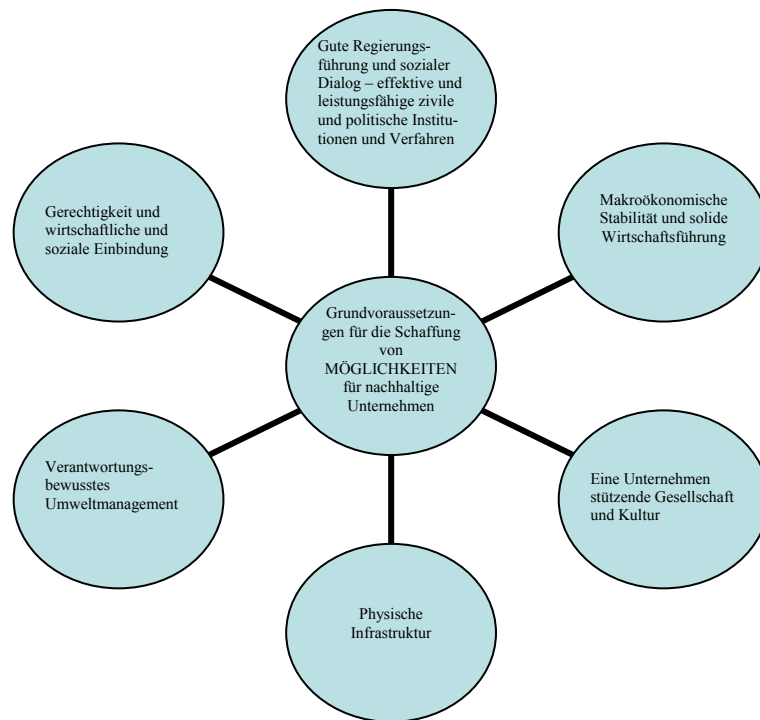 Gute Regierungs-
führung und sozialer
Dialog – effektive und
leistungsfähige zivile
und politische Institu-
tionen und Verfahren
Gerechtigkeit und
wirtschaftliche und
soziale Einbindung
Makroökonomische
Stabilität und solide
Wirtschaftsführung
Grundvoraussetzun-
gen für die Schaffung
von
MÖGLICHKEITEN
für nachhaltige
Unternehmen
Verantwortungs-
bewusstes
Umweltmanagement
Eine Unternehmen
stützende Gesellschaft
und Kultur
Physische
Infrastruktur